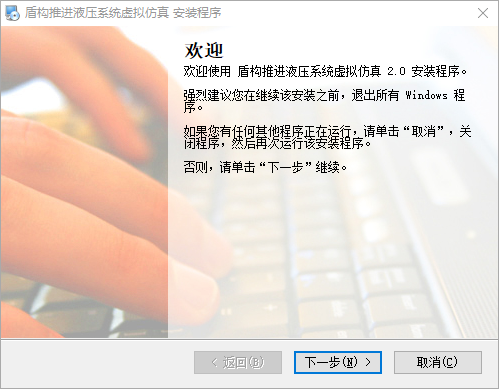 盾构推进液压系统虚拟仿真 安装程序
欢迎
欢迎使用 盾构推进液压系统虚拟仿真 2.0 安装程序。
强烈建议您在继续该安装之前，退出所有 Windows 程
序。
如果您有任何其他程序正在运行，请单击“取消”，关
闭程序，然后再次运行该安装程序。
否则，请单击“下一步”继续。
< 返回(B)
下一步(N) >
取消(C)